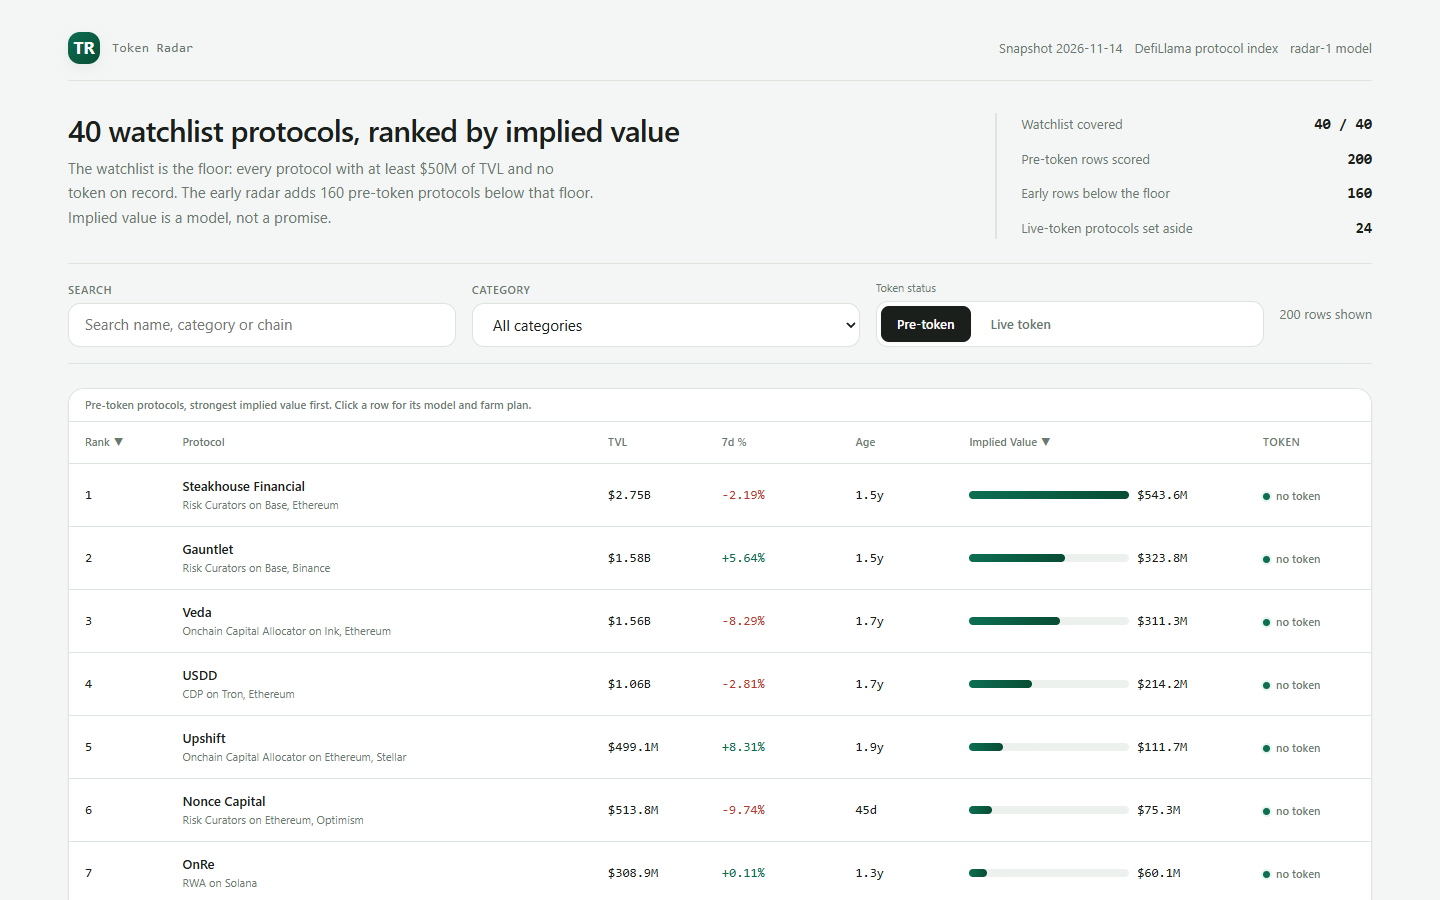 TR Token Radar
Snapshot 2026-11-14 DefiLlama protocol index radar-1 model
40 watchlist protocols, ranked by implied value
The watchlist is the floor: every protocol with at least $50M of TVL and no
token on record. The early radar adds 160 pre-token protocols below that floor.
Implied value is a model, not a promise.
Watchlist covered 40 / 40
Pre-token rows scored 200
Early rows below the floor 160
Live-token protocols set aside 24
SEARCH
Search name, category or chain
CATEGORY
All categories
Token status
Pre-token Live token
200 rows shown
Pre-token protocols, strongest implied value first. Click a row for its model and farm plan.
Rank ▼ Protocol TVL 7d % Age Implied Value ▼ TOKEN
1 Steakhouse Financial $2.75B -2.19% 1.5y $543.6M no token
Risk Curators on Base, Ethereum
2 Gauntlet $1.58B +5.64% 1.5y $323.8M no token
Risk Curators on Base, Binance
3 Veda $1.56B -8.29% 1.7y $311.3M no token
Onchain Capital Allocator on Ink, Ethereum
4 USDD $1.06B -2.81% 1.7y $214.2M no token
CDP on Tron, Ethereum
5 Upshift $499.1M +8.31% 1.9y $111.7M no token
Onchain Capital Allocator on Ethereum, Stellar
6 Nonce Capital $513.8M -9.74% 45d $75.3M no token
Risk Curators on Ethereum, Optimism
7 OnRe $308.9M +0.11% 1.3y $60.1M no token
RWA on Solana